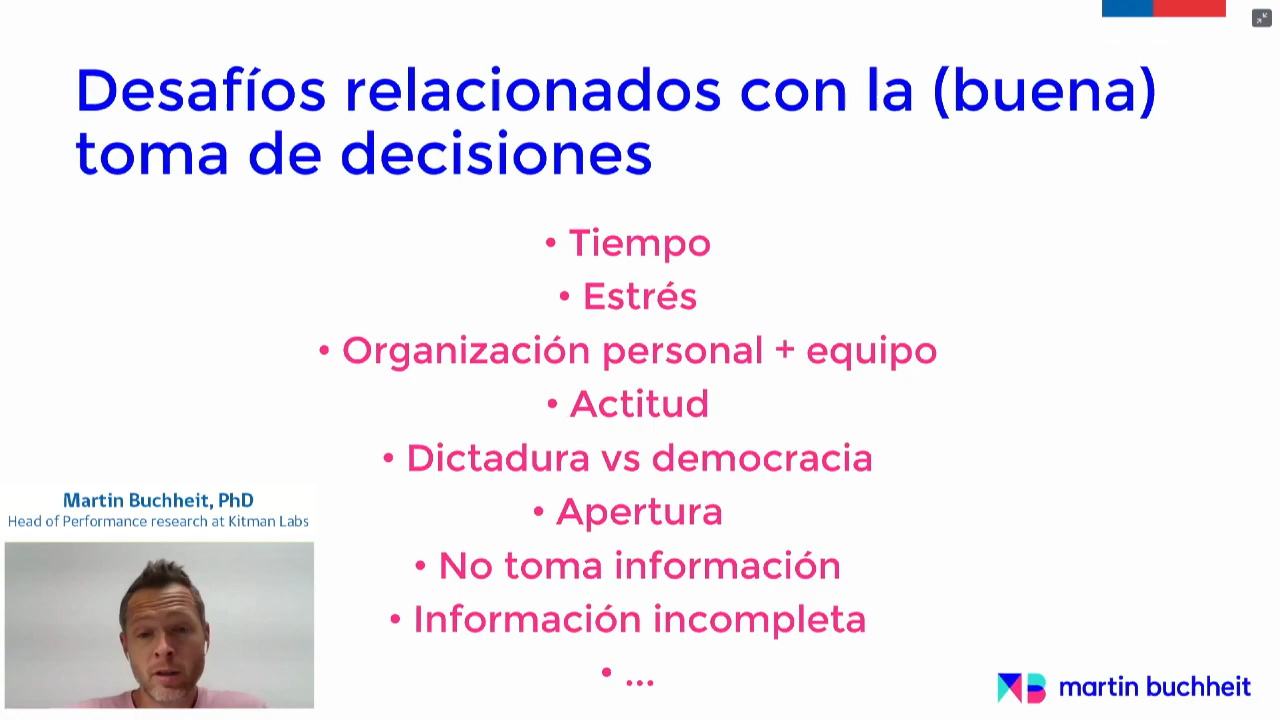 Desafíos relacionados con la (buena)
toma de decisiones
• Tiempo
• Estrés
• Organización personal + equipo
• Actitud
• Dictadura vs democracia
• Apertura
• No toma información
• Información incompleta
• ...
Martin Buchheit, PhD
Head of Performance research at Kitman Labs
martin buchheit